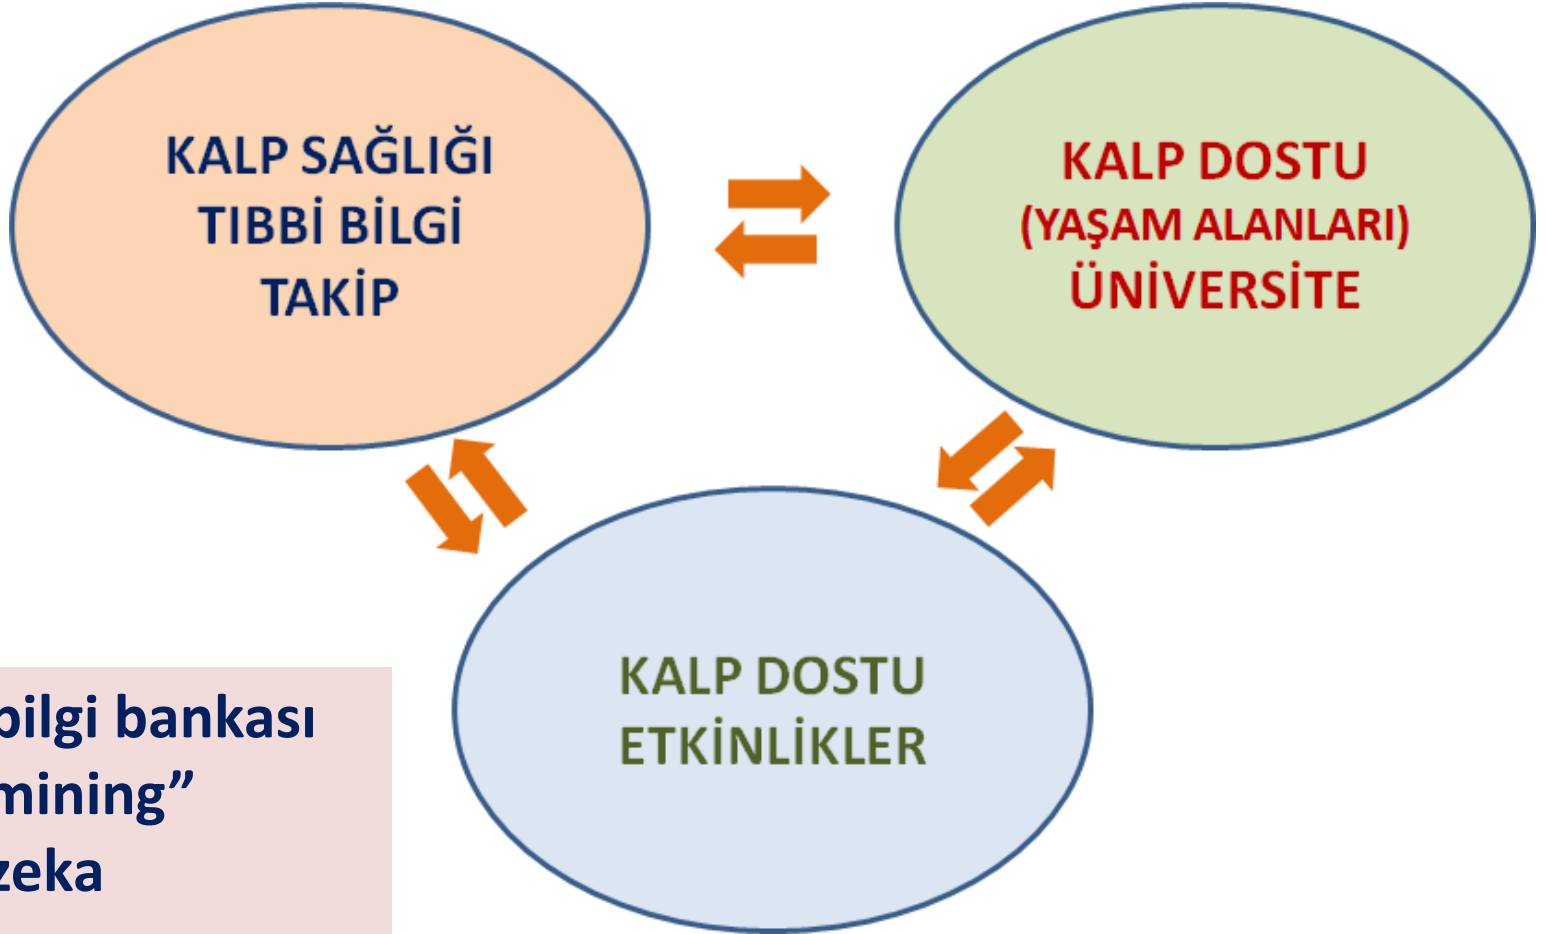 KALP SAĞLIĞI
TIBBİ BİLGİ
TAKİP
KALP DOSTU
(YAŞAM ALANLARI)
ÜNİVERSİTE
KALP DOSTU
ETKİNLİKLER
bilgi bankası
mining”
zeka